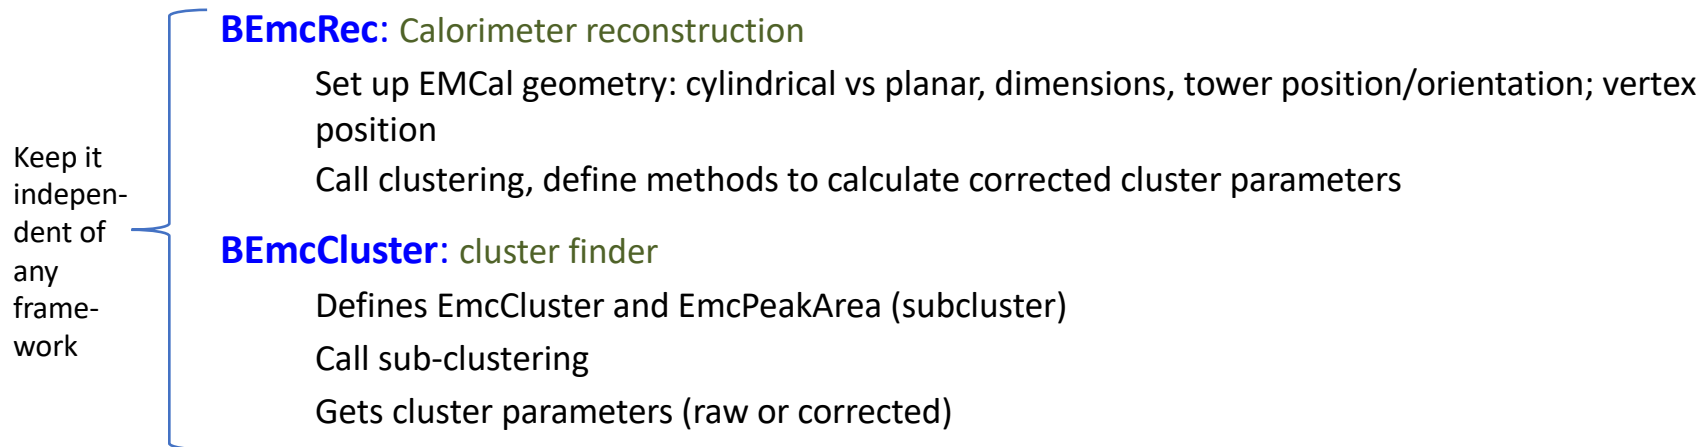 Keep it
indepen-
dent of
any
frame-
work
BEmcRec: Calorimeter reconstruction
Set up EMCal geometry: cylindrical vs planar, dimensions, tower position/orientation; vertex
position
Call clustering, define methods to calculate corrected cluster parameters
BEmcCluster: cluster finder
Defines EmcCluster and EmcPeakArea (subcluster)
Call sub-clustering
Gets cluster parameters (raw or corrected)